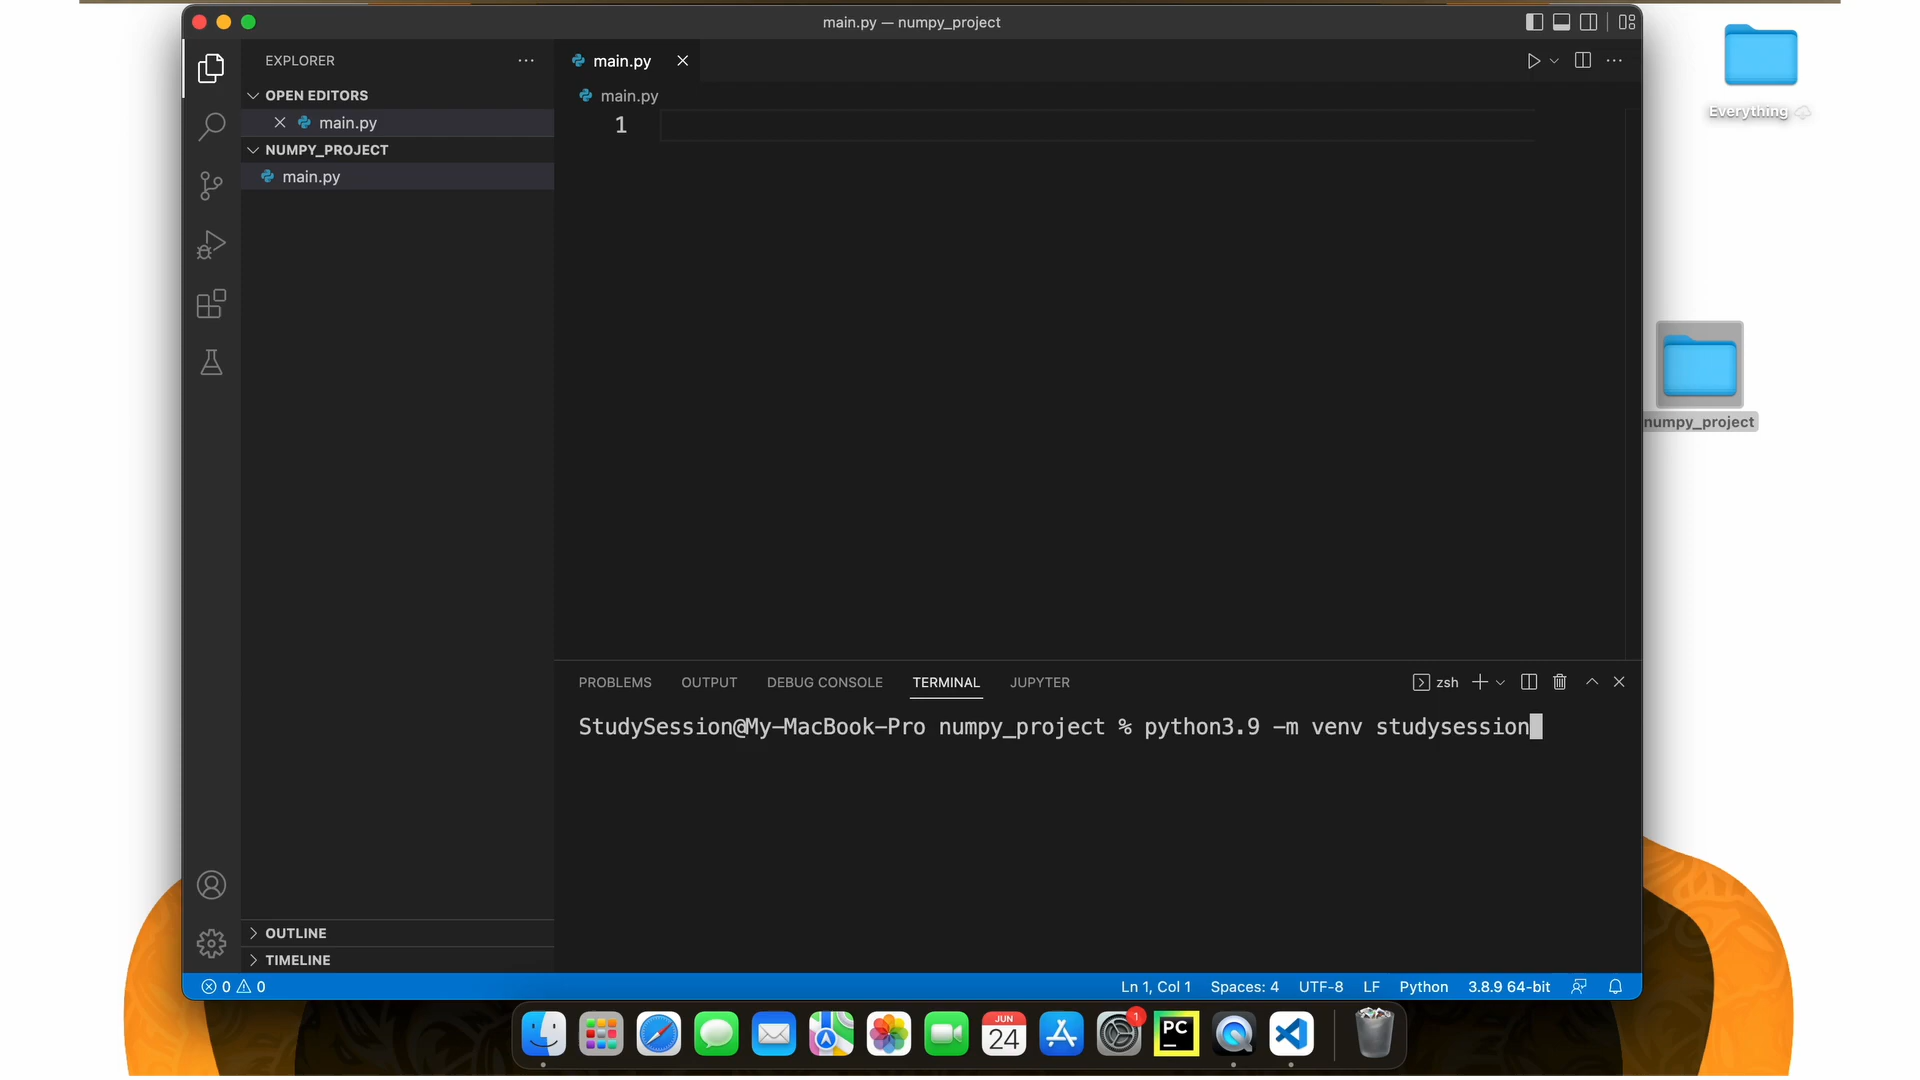 main.py — numpy_project
EXPLORER
OPEN EDITORS
main.py
NUMPY_PROJECT
main.py
OUTLINE
TIMELINE
main.py
main.py
1
PROBLEMS OUTPUT DEBUG CONSOLE TERMINAL JUPYTER
zsh
StudySession@My-MacBook-Pro numpy_project % python3.9 -m venv studysession
0 0
Ln 1, Col 1 Spaces: 4 UTF-8 LF Python 3.8.9 64-bit
Everything
numpy_project
JUN
24
1
PC